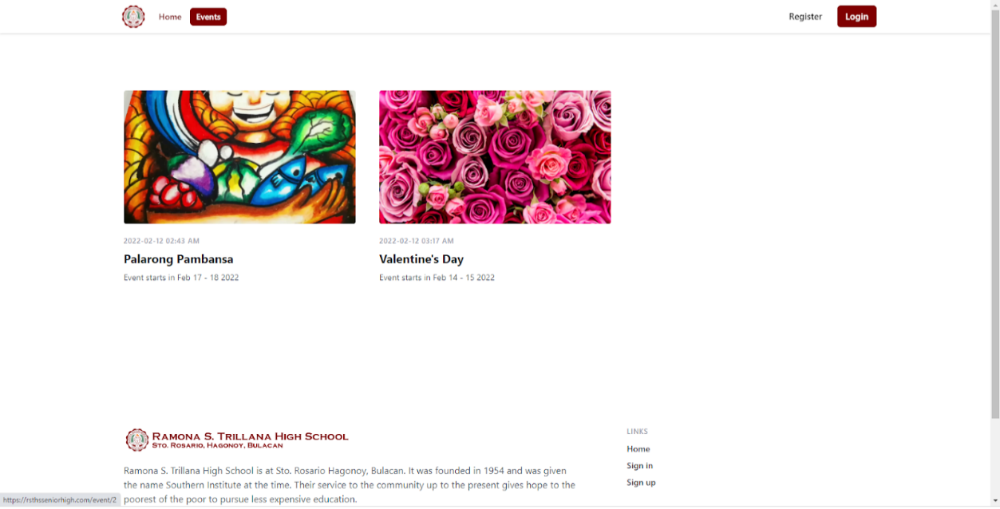 Home Events Register Login
2022-02-12 02:43 AM 2022-02-12 03:17 AM
Palarong Pambansa Valentine's Day
Event starts in Feb 17 - 18 2022 Event starts in Feb 14 - 15 2022
Ramona S. Trillana High School
Sto. Rosario, Hagonoy, Bulacan
Ramona S. Trillana High School is at Sto. Rosario Hagonoy, Bulacan. It was founded in 1954 and was given
the name Southern Institute at the time. Their service to the community up to the present gives hope to the
poorest of the poor to pursue less expensive education.
LINKS
Home
Sign in
Sign up
https://rsthsseniorhigh.com/event/2